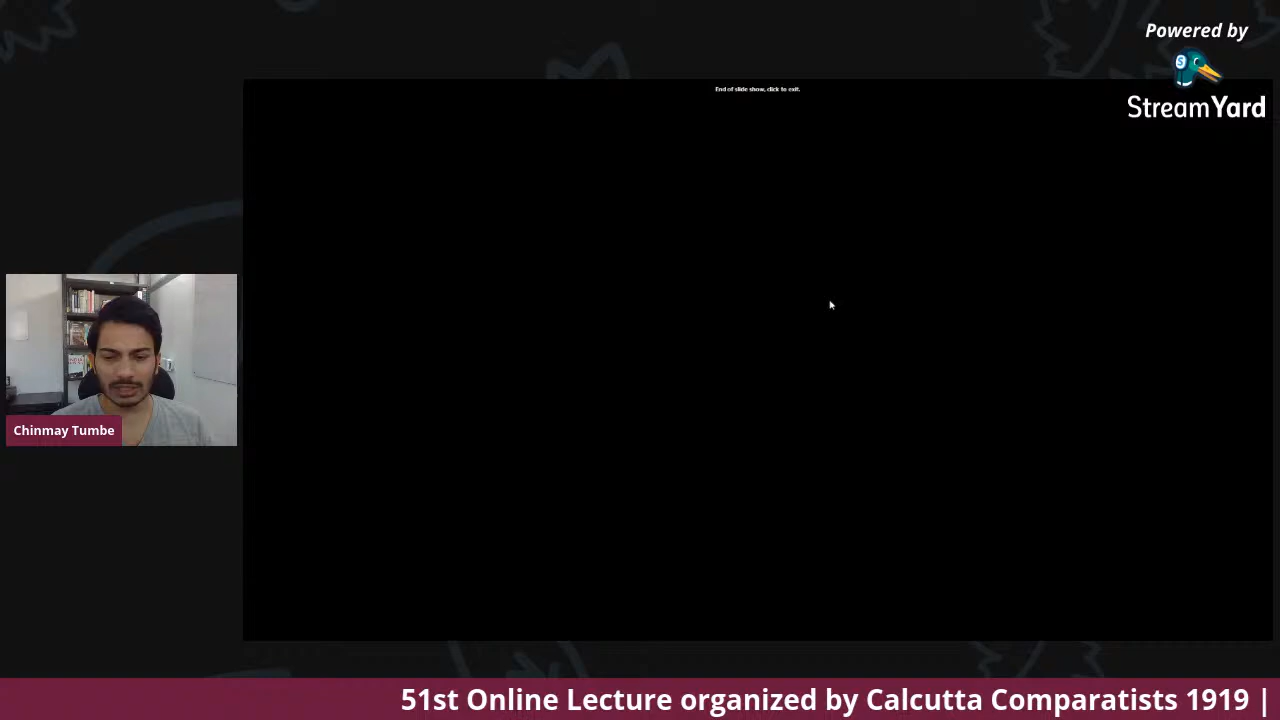 Powered by
StreamYard
End of slide show, click to exit.
Chinmay Tumbe
51st Online Lecture organized by Calcutta Comparatists 1919 |